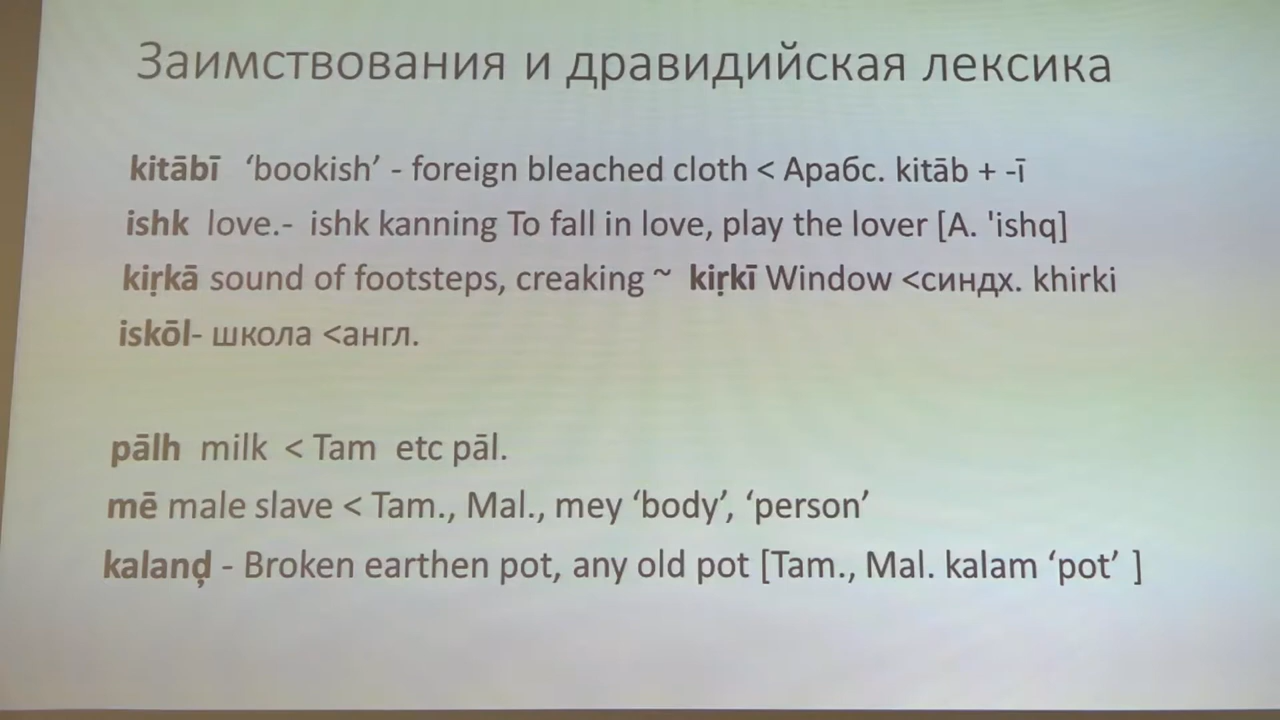 Заимствования и дравидийская лексика
kitābī ‘bookish’ - foreign bleached cloth < Арабс. kitāb + -ī
ishk love.- ishk kanning To fall in love, play the lover [A. 'ishq]
kiṛkā sound of footsteps, creaking ~ kiṛkī Window <синдх. khirki
iskōl- школа <англ.
pālh milk < Tam etc pāl.
mē male slave < Tam., Mal., mey ‘body’, ‘person’
kalanḍ - Broken earthen pot, any old pot [Tam., Mal. kalam ‘pot’ ]